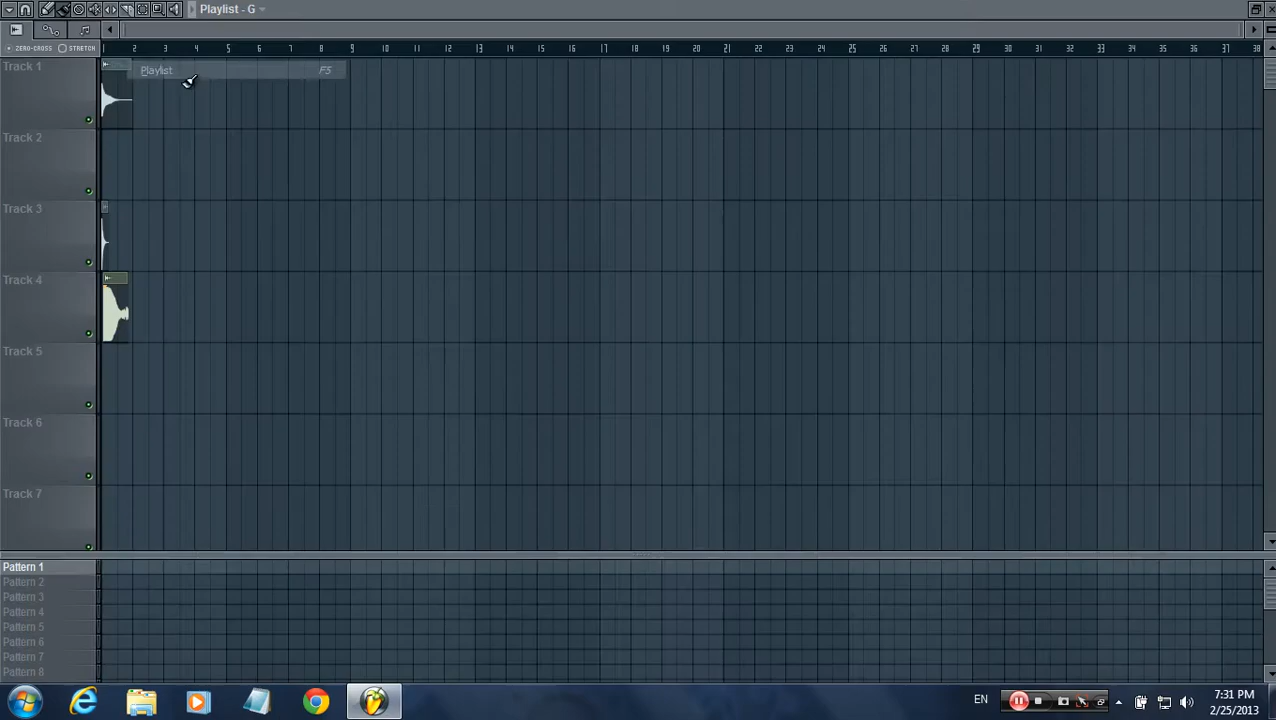 Playlist - G
ZERO-CROSS STRETCH
1 2 3 4 5 6 7 8 9 10 11 12 13 14 15 16 17 18 19 20 21 22 23 24 25 26 27 28 29 30 31 32 33 34 35 36 37 38
Track 1
Playlist F5
Track 2
Track 3
Track 4
Track 5
Track 6
Track 7
Pattern 1
Pattern 2
Pattern 3
Pattern 4
Pattern 5
Pattern 6
Pattern 7
Pattern 8
EN
7:31 PM
2/25/2013